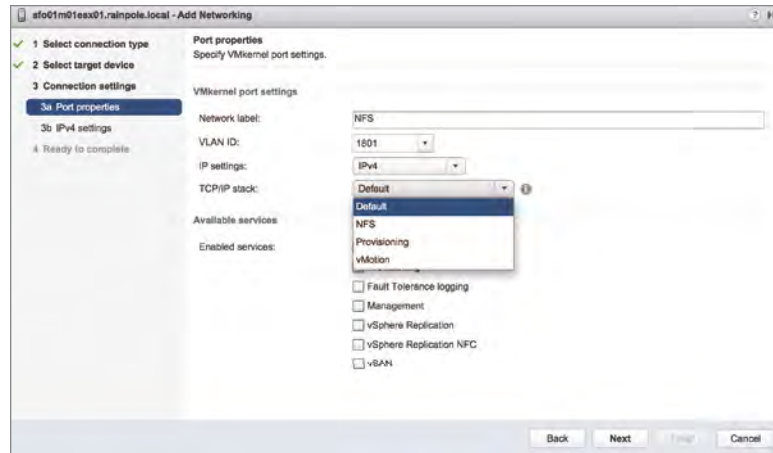 sfo01m01esx01.rainpole.local - Add Networking
1 Select connection type
2 Select target device
3 Connection settings
3a Port properties
3b IPv4 settings
4 Ready to complete
Port properties
Specify VMkernel port settings.
VMkernel port settings
Network label: NFS
VLAN ID: 1801
IP settings: IPv4
TCP/IP stack: Default
Default
NFS
Provisioning
vMotion
Available services
Enabled services:
Fault Tolerance logging
Management
vSphere Replication
vSphere Replication NFC
vSAN
Back Next Cancel